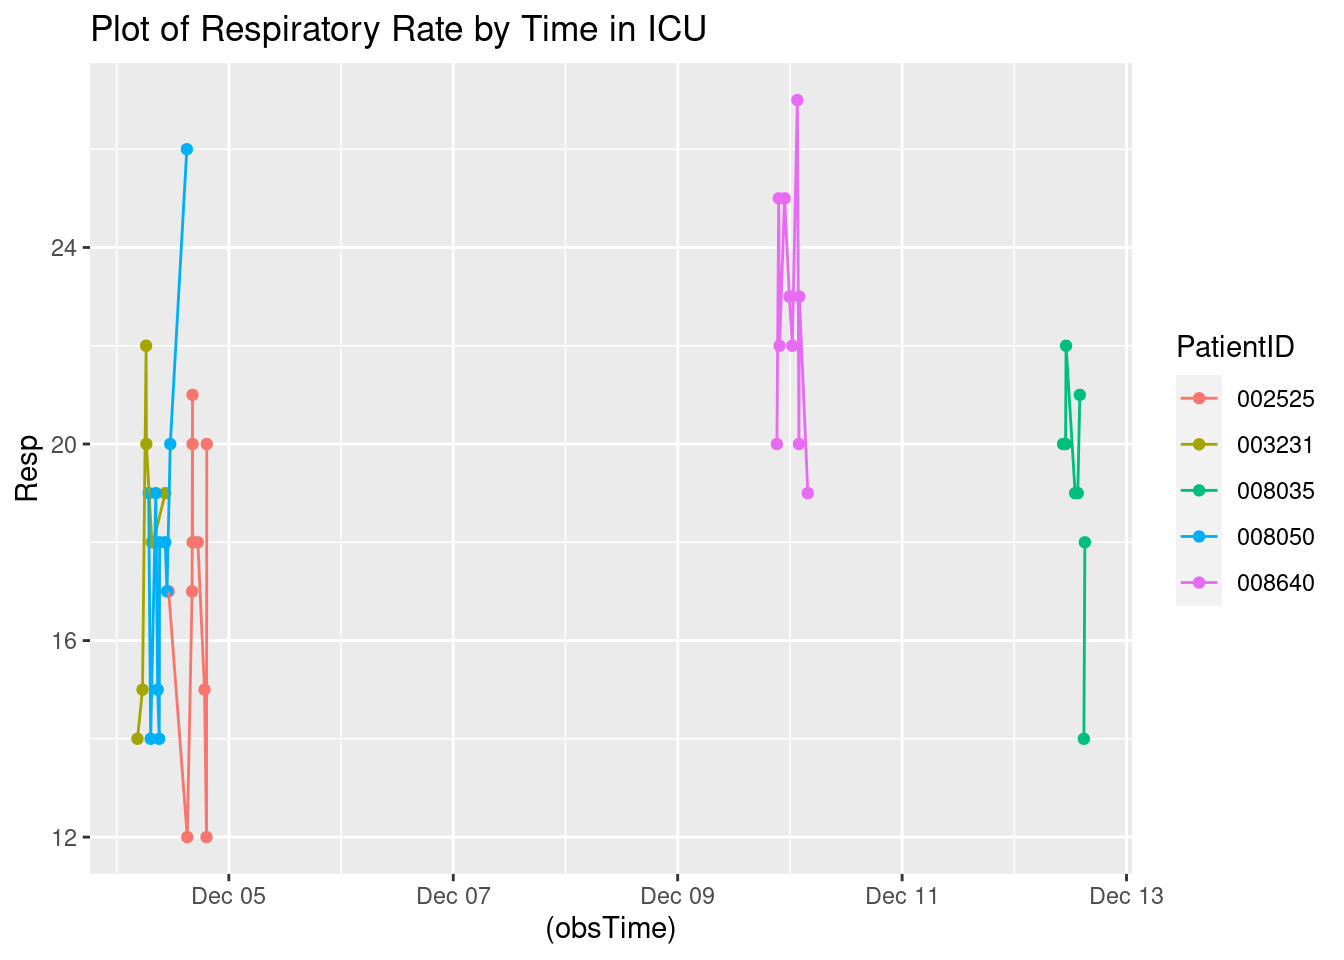 Plot of Respiratory Rate by Time in ICU
24
20
16
12
Resp
Dec 05
Dec 07
Dec 09
Dec 11
Dec 13
(obsTime)
PatientID
002525
003231
008035
008050
008640